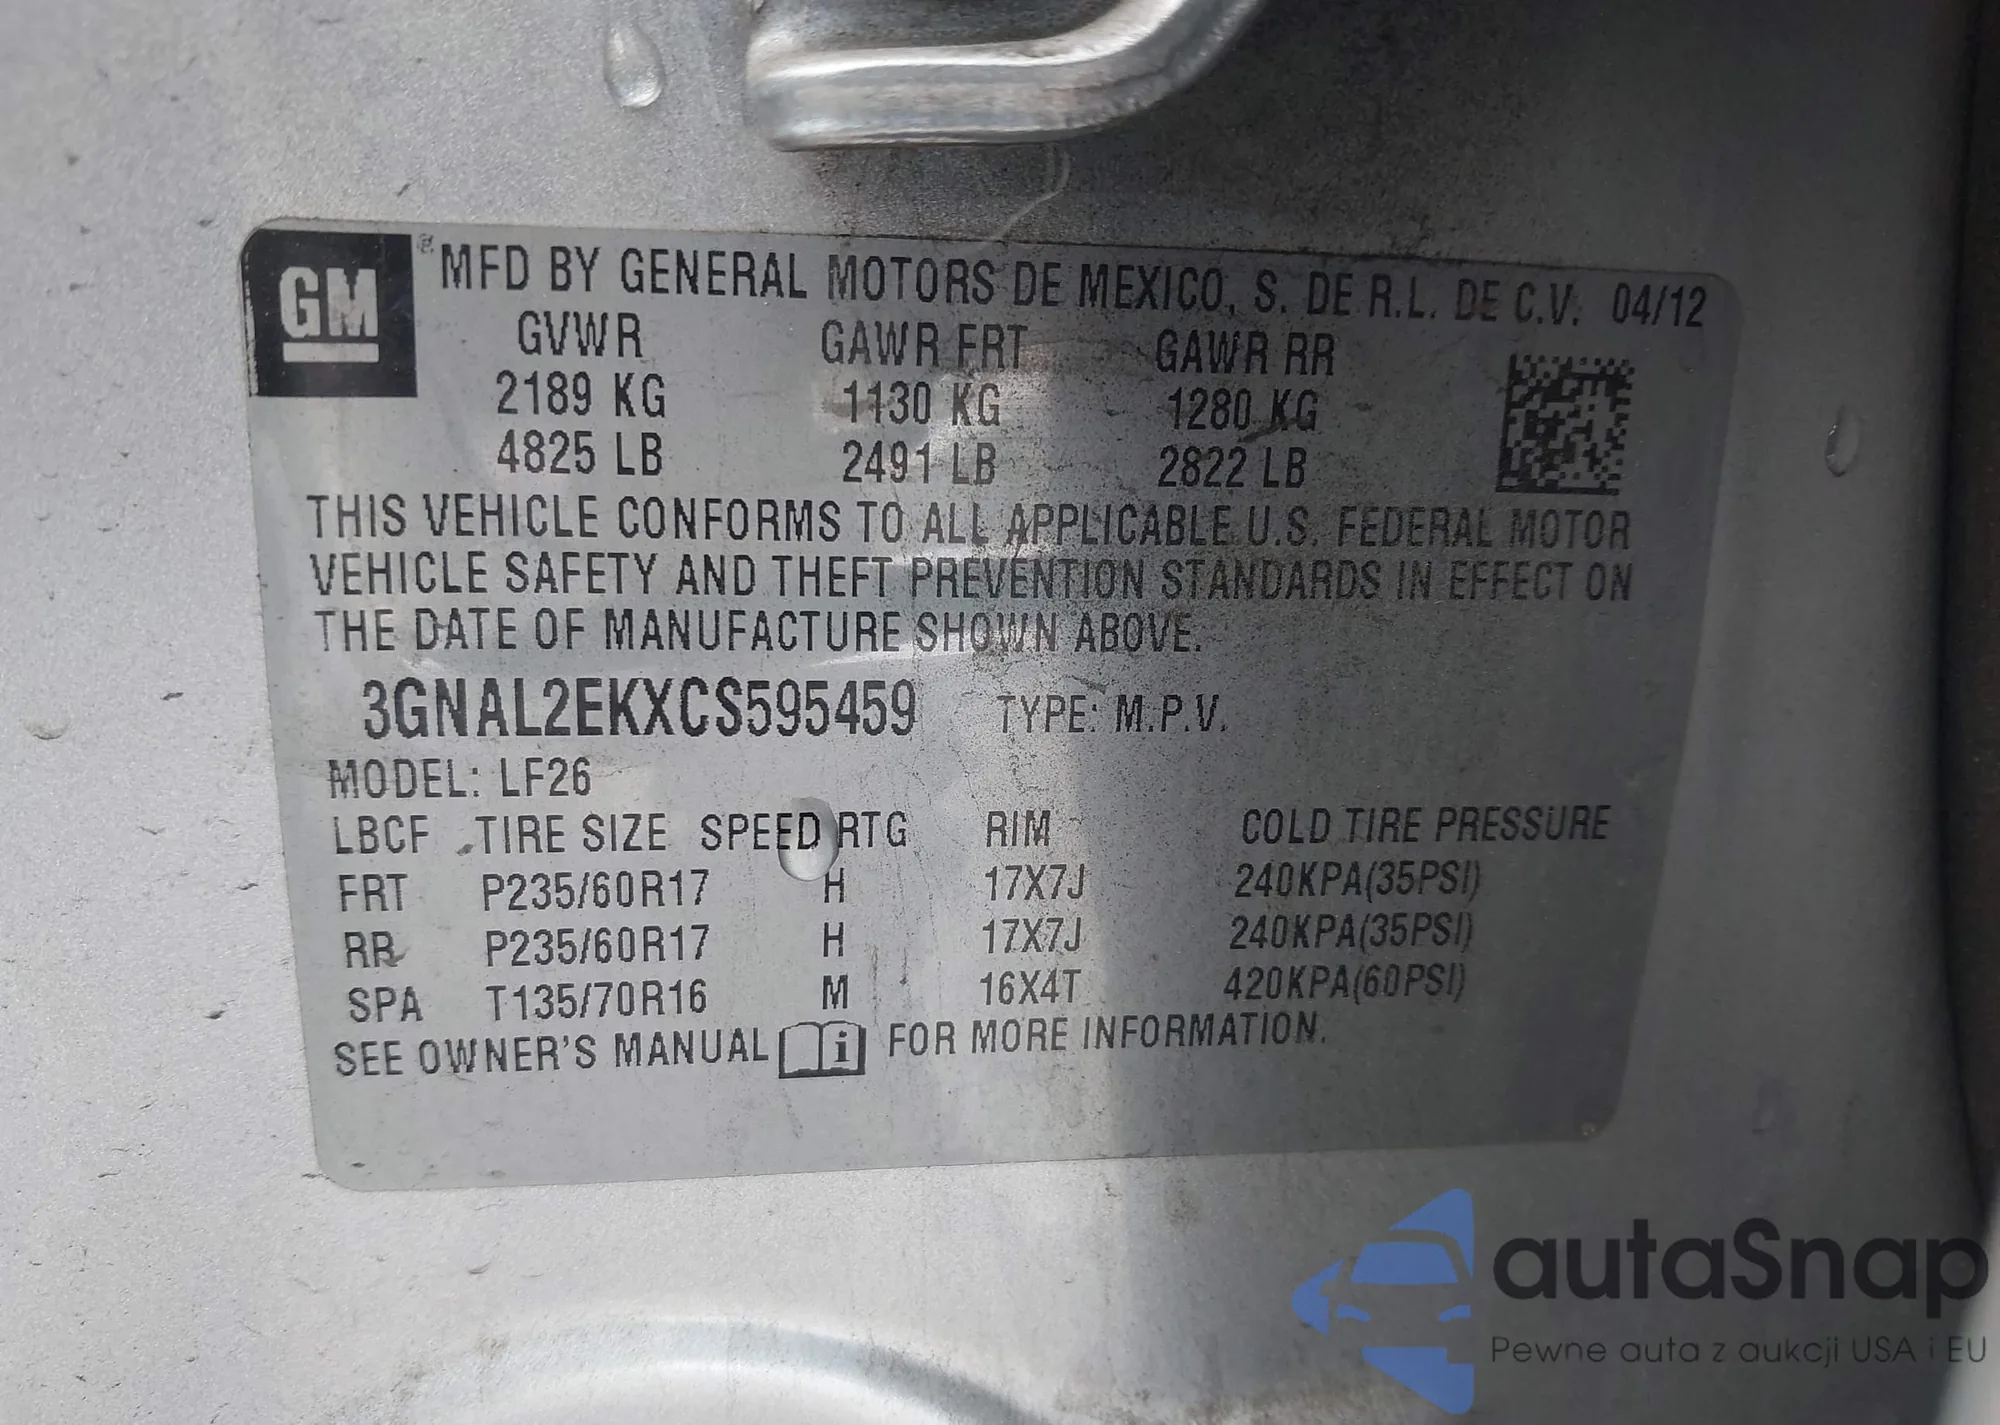 GM ® MFD BY GENERAL MOTORS DE MEXICO, S. DE R.L. DE C.V. 04/12
GVWR GAWR FRT GAWR RR
2189 KG 1130 KG 1280 KG
4825 LB 2491 LB 2822 LB
THIS VEHICLE CONFORMS TO ALL APPLICABLE U.S. FEDERAL MOTOR
VEHICLE SAFETY AND THEFT PREVENTION STANDARDS IN EFFECT ON
THE DATE OF MANUFACTURE SHOWN ABOVE.
3GNAL2EKXCS595459 TYPE: M.P.V.
MODEL: LF26
LBCF TIRE SIZE SPEED RTG RIM COLD TIRE PRESSURE
FRT P235/60R17 H 17X7J 240KPA(35PSI)
RR P235/60R17 H 17X7J 240KPA(35PSI)
SPA T135/70R16 M 16X4T 420KPA(60PSI)
SEE OWNER'S MANUAL i FOR MORE INFORMATION.
autaSnap
Pewne auta z aukcji USA i EU